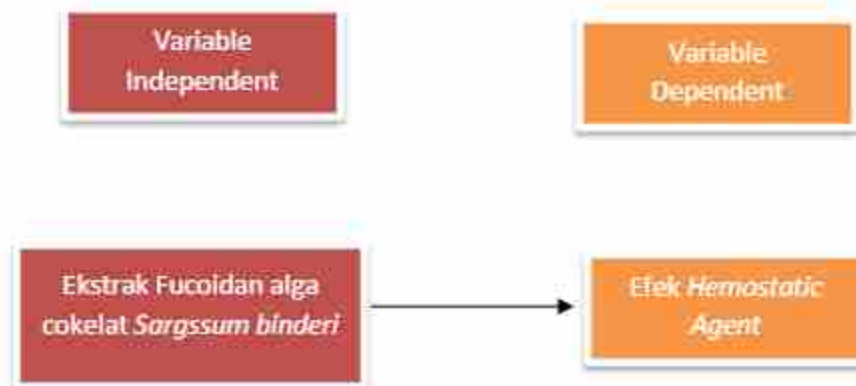 Variable
Independent
Variable
Dependent
Ekstrak Fucoidan alga
cokelat Sargssum binderi
Efek Hemostatic
Agent